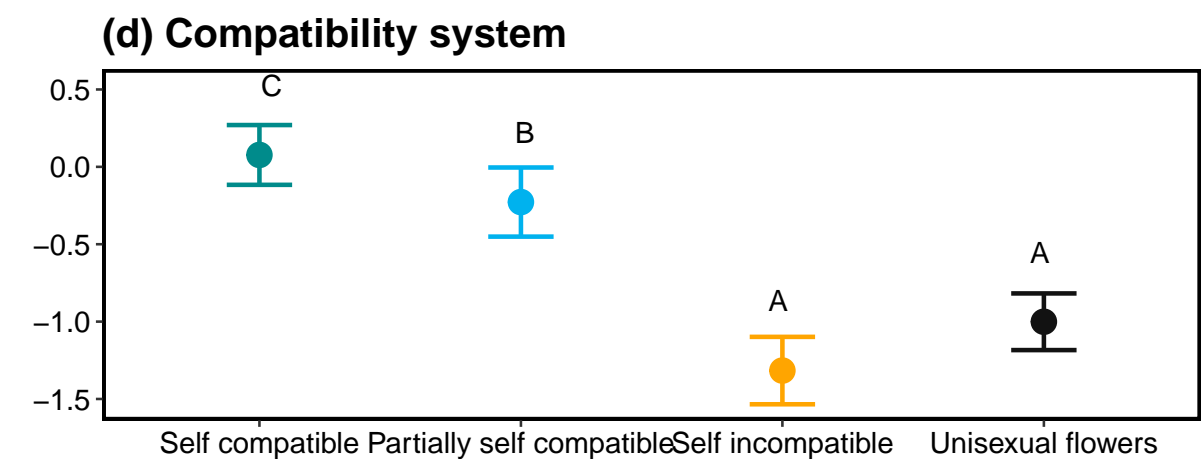 (d) Compatibility system
0.5
0.0
−0.5
−1.0
−1.5
C
B
A
A
Self compatible Partially self compatible Self incompatible Unisexual flowers